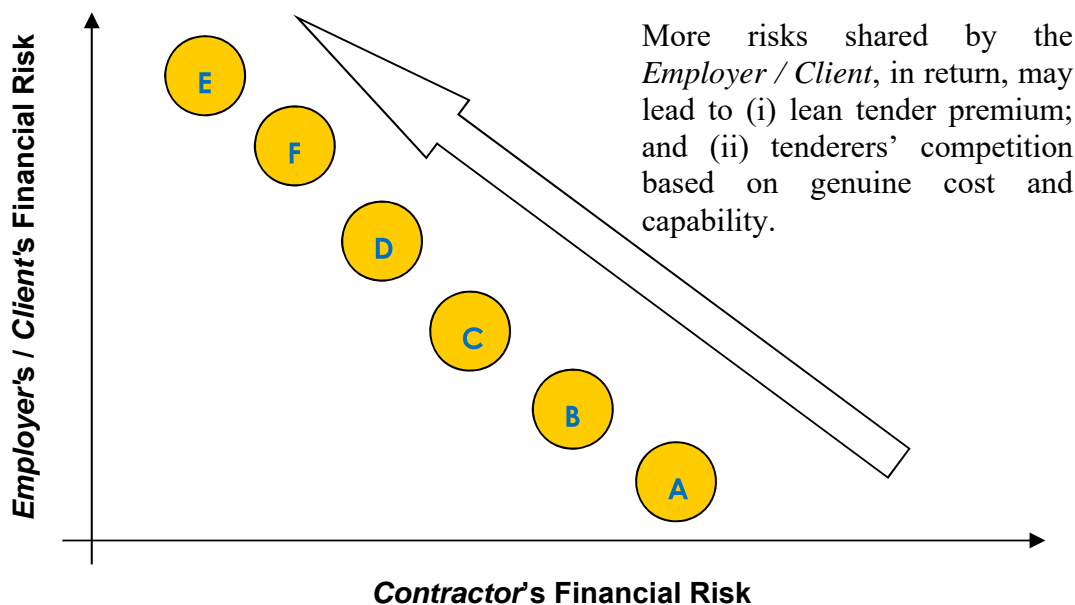 More risks shared by the
Employer / Client, in return, may
lead to (i) lean tender premium;
and (ii) tenderers’ competition
based on genuine cost and
capability.
Employer's / Client's Financial Risk
E
F
D
C
B
A
Contractor’s Financial Risk